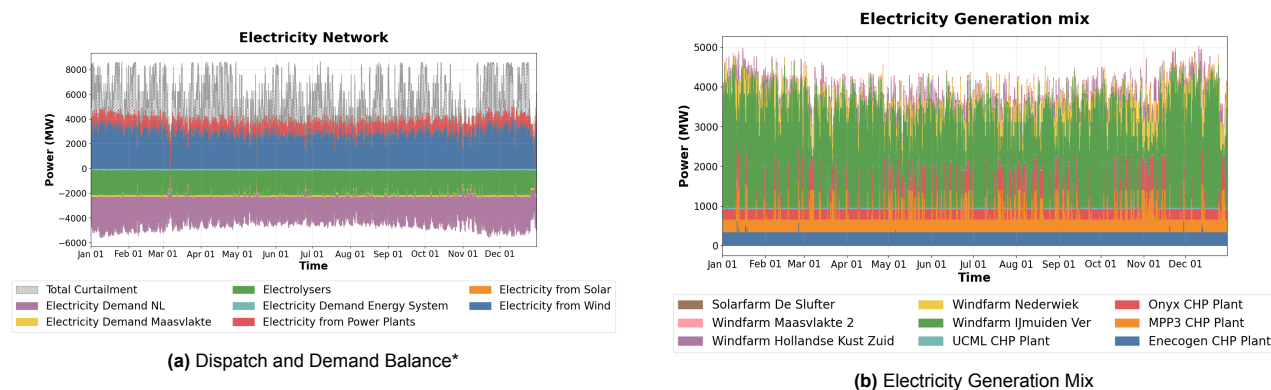 Electricity Network
Power (MW)
8000
6000
4000
2000
0
−2000
−4000
−6000
Jan 01 Feb 01 Mar 01 Apr 01 May 01 Jun 01 Jul 01 Aug 01 Sep 01 Oct 01 Nov 01 Dec 01
Time
Total Curtailment Electrolysers Electricity from Solar
Electricity Demand NL Electricity Demand Energy System Electricity from Wind
Electricity Demand Maasvlakte Electricity from Power Plants
(a) Dispatch and Demand Balance*
Electricity Generation mix
Power (MW)
5000
4000
3000
2000
1000
0
Jan 01 Feb 01 Mar 01 Apr 01 May 01 Jun 01 Jul 01 Aug 01 Sep 01 Oct 01 Nov 01 Dec 01
Time
Solarfarm De Slufter Windfarm Nederwiek Onyx CHP Plant
Windfarm Maasvlakte 2 Windfarm IJmuiden Ver MPP3 CHP Plant
Windfarm Hollandse Kust Zuid UCML CHP Plant Enecogen CHP Plant
(b) Electricity Generation Mix